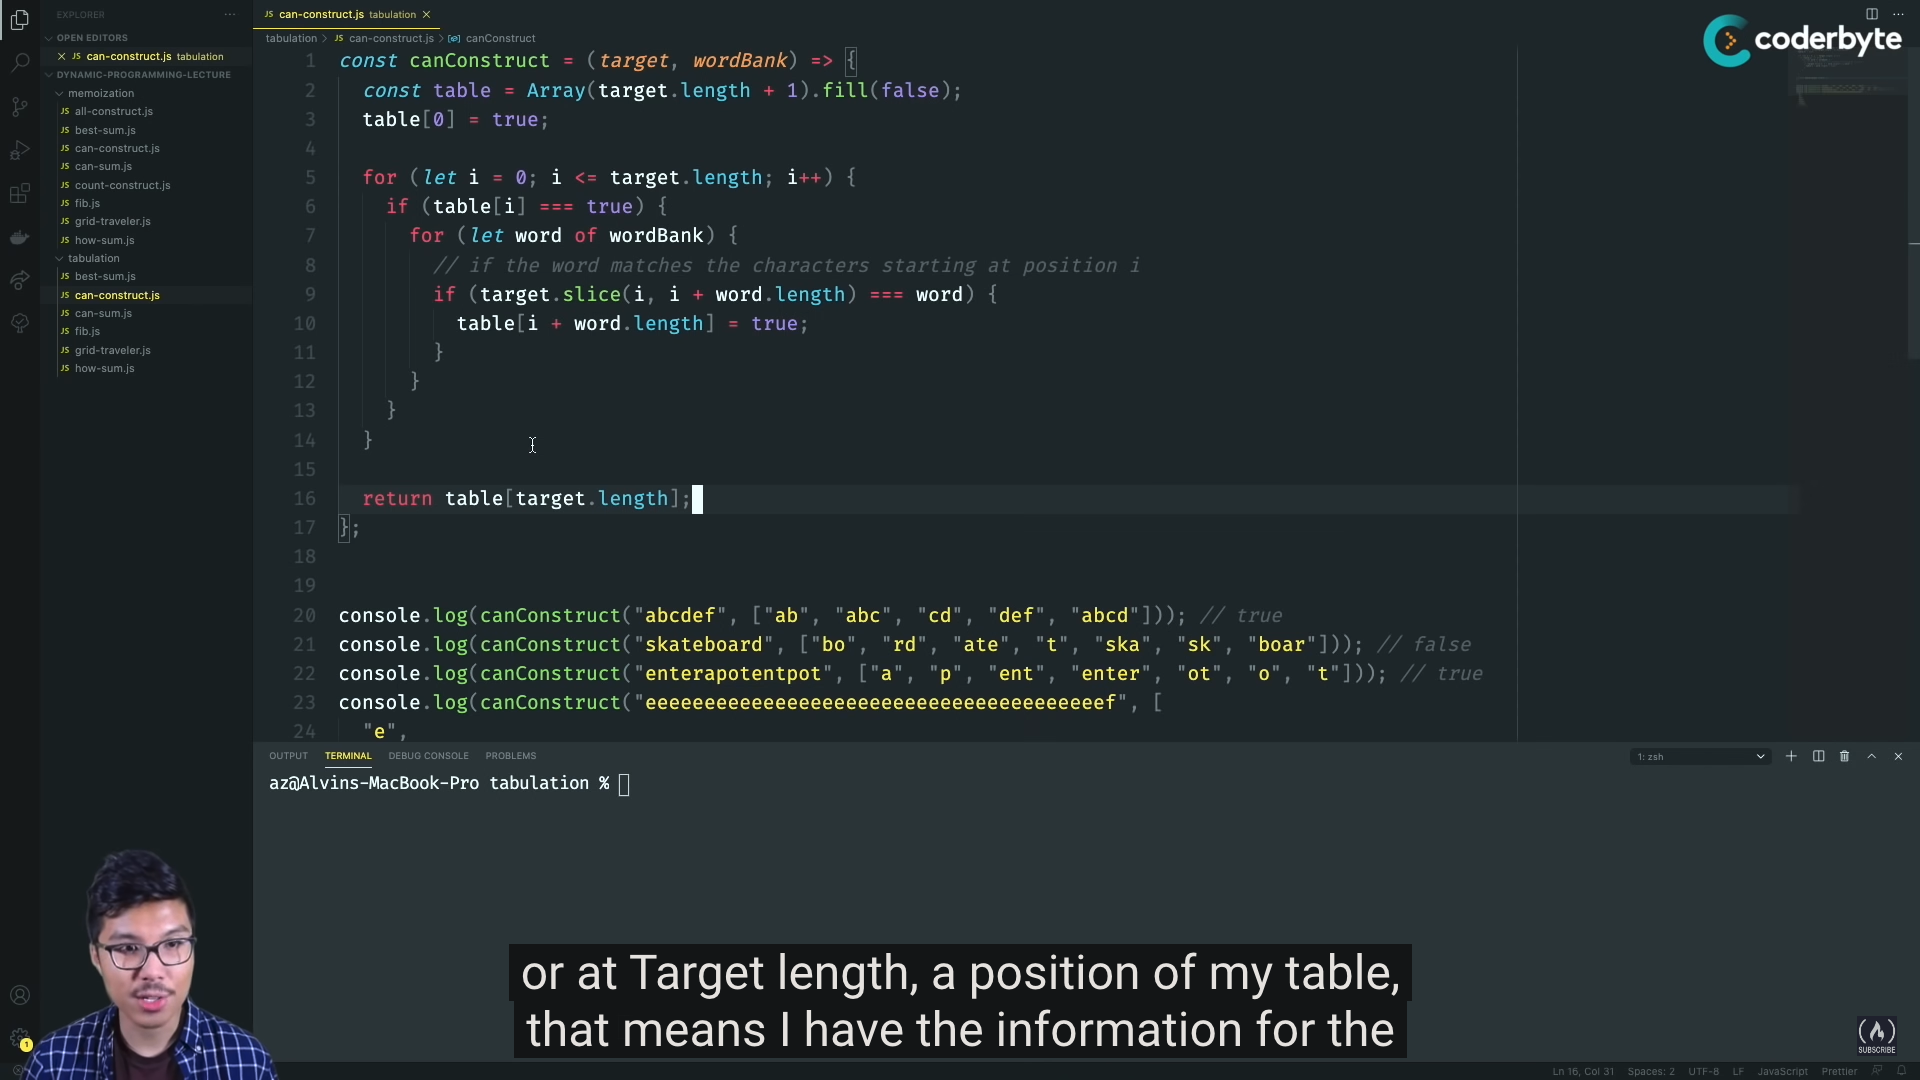 EXPLORER
OPEN EDITORS
JS can-construct.js tabulation
DYNAMIC-PROGRAMMING-LECTURE
memoization
JS all-construct.js
JS best-sum.js
JS can-construct.js
JS can-sum.js
JS count-construct.js
JS fib.js
JS grid-traveler.js
JS how-sum.js
tabulation
JS best-sum.js
JS can-construct.js
JS can-sum.js
JS fib.js
JS grid-traveler.js
JS how-sum.js
1
JS can-construct.js tabulation
tabulation > JS can-construct.js > canConstruct
coderbyte
1 const canConstruct = (target, wordBank) => {
2 const table = Array(target.length + 1).fill(false);
3 table[0] = true;
4
5 for (let i = 0; i <= target.length; i++) {
6 if (table[i] === true) {
7 for (let word of wordBank) {
8 // if the word matches the characters starting at position i
9 if (target.slice(i, i + word.length) === word) {
10 table[i + word.length] = true;
11 }
12 }
13 }
14 }
15
16 return table[target.length];
17 };
18
19
20 console.log(canConstruct("abcdef", ["ab", "abc", "cd", "def", "abcd"])); // true
21 console.log(canConstruct("skateboard", ["bo", "rd", "ate", "t", "ska", "sk", "boar"])); // false
22 console.log(canConstruct("enterapotentpot", ["a", "p", "ent", "enter", "ot", "o", "t"])); // true
23 console.log(canConstruct("eeeeeeeeeeeeeeeeeeeeeeeeeeeeeeeeeeeeeeef", [
24 "e",
OUTPUT TERMINAL DEBUG CONSOLE PROBLEMS
1: zsh
az@Alvins-MacBook-Pro tabulation %
or at Target length, a position of my table,
that means I have the information for the
SUBSCRIBE
Ln 16, Col 31 Spaces: 2 UTF-8 LF JavaScript Prettier